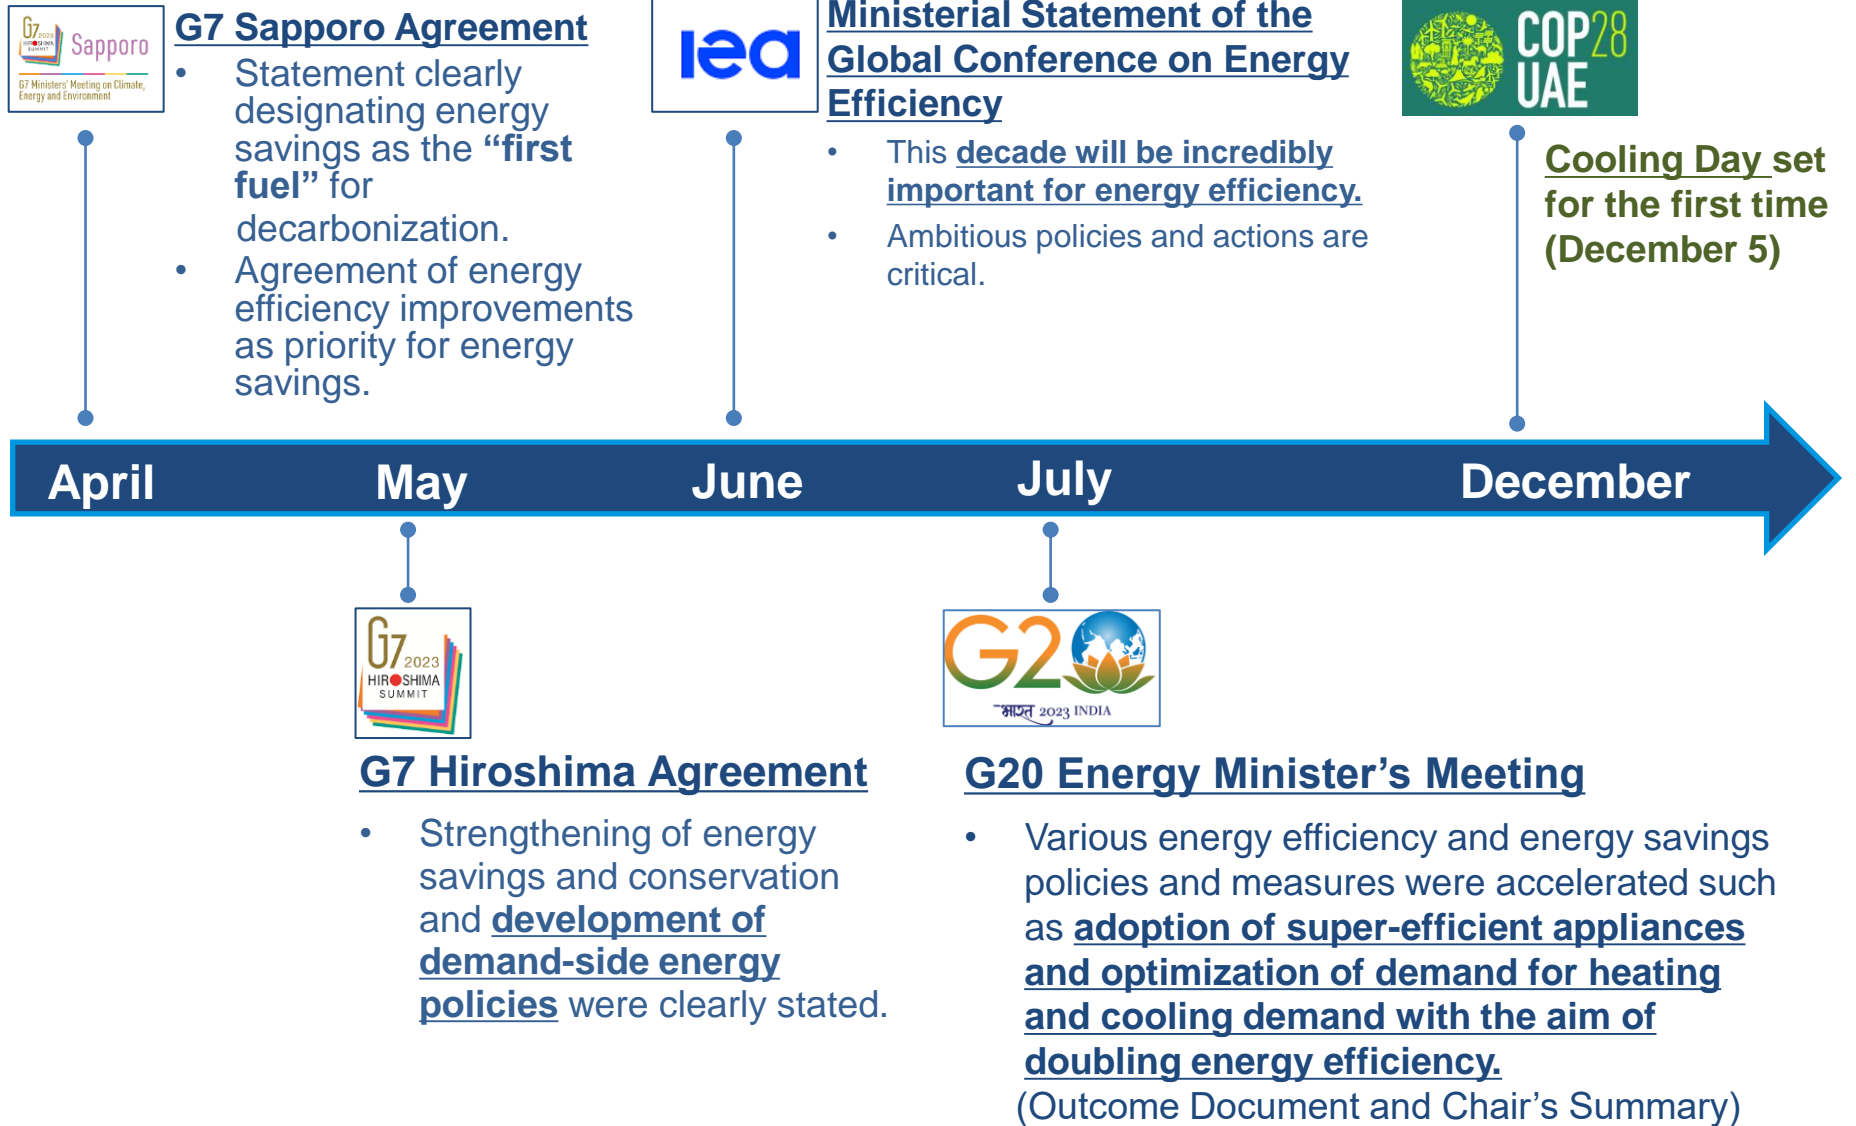 G7 2023
HIROSHIMA
SUMMIT
Sapporo
G7 Ministers' Meeting on Climate,
Energy and Environment
G7 Sapporo Agreement
• Statement clearly
designating energy
savings as the “first
fuel” for
decarbonization.
• Agreement of energy
efficiency improvements
as priority for energy
savings.
iea
Ministerial Statement of the
Global Conference on Energy
Efficiency
• This decade will be incredibly
important for energy efficiency.
• Ambitious policies and actions are
critical.
COP28
UAE
Cooling Day set
for the first time
(December 5)
April May June July December
G7 2023
HIROSHIMA
SUMMIT
G7 Hiroshima Agreement
• Strengthening of energy
savings and conservation
and development of
demand-side energy
policies were clearly stated.
G20
भारत 2023 INDIA
G20 Energy Minister’s Meeting
• Various energy efficiency and energy savings
policies and measures were accelerated such
as adoption of super-efficient appliances
and optimization of demand for heating
and cooling demand with the aim of
doubling energy efficiency.
(Outcome Document and Chair’s Summary)